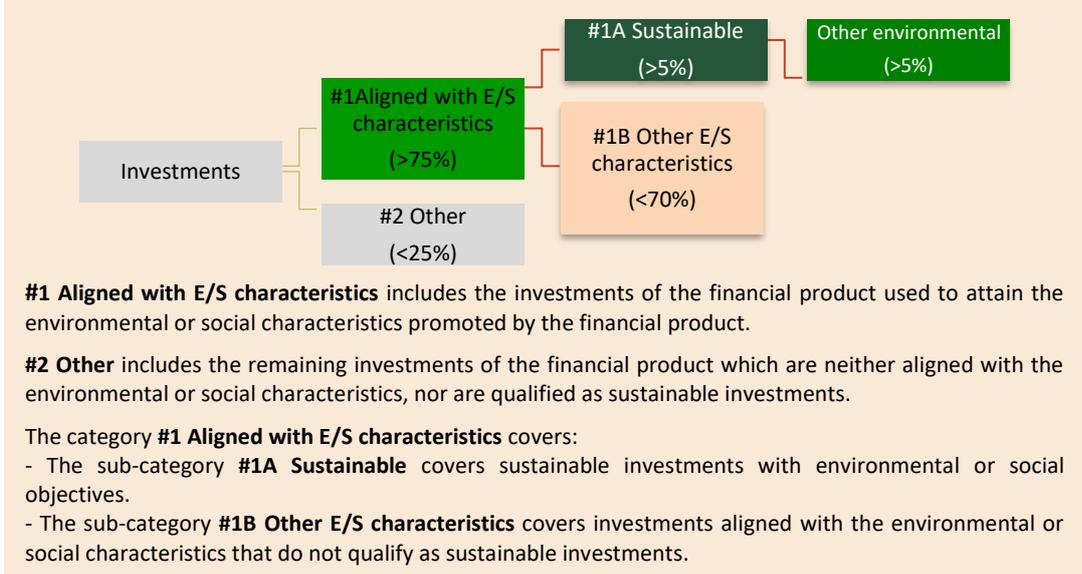 #1A Sustainable
(>5%)
Other environmental
(>5%)
#1Aligned with E/S
characteristics
(>75%)
#1B Other E/S
characteristics
(<70%)
Investments
#2 Other
(<25%)
#1 Aligned with E/S characteristics includes the investments of the financial product used to attain the
environmental or social characteristics promoted by the financial product.
#2 Other includes the remaining investments of the financial product which are neither aligned with the
environmental or social characteristics, nor are qualified as sustainable investments.
The category #1 Aligned with E/S characteristics covers:
- The sub-category #1A Sustainable covers sustainable investments with environmental or social
objectives.
- The sub-category #1B Other E/S characteristics covers investments aligned with the environmental or
social characteristics that do not qualify as sustainable investments.